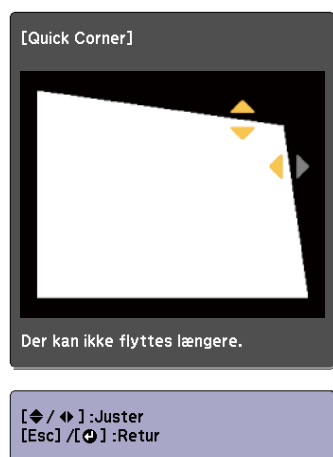 [Quick Corner]
Der kan ikke flyttes længere.
[ / ] :Juster
[Esc] /[ ] :Retur